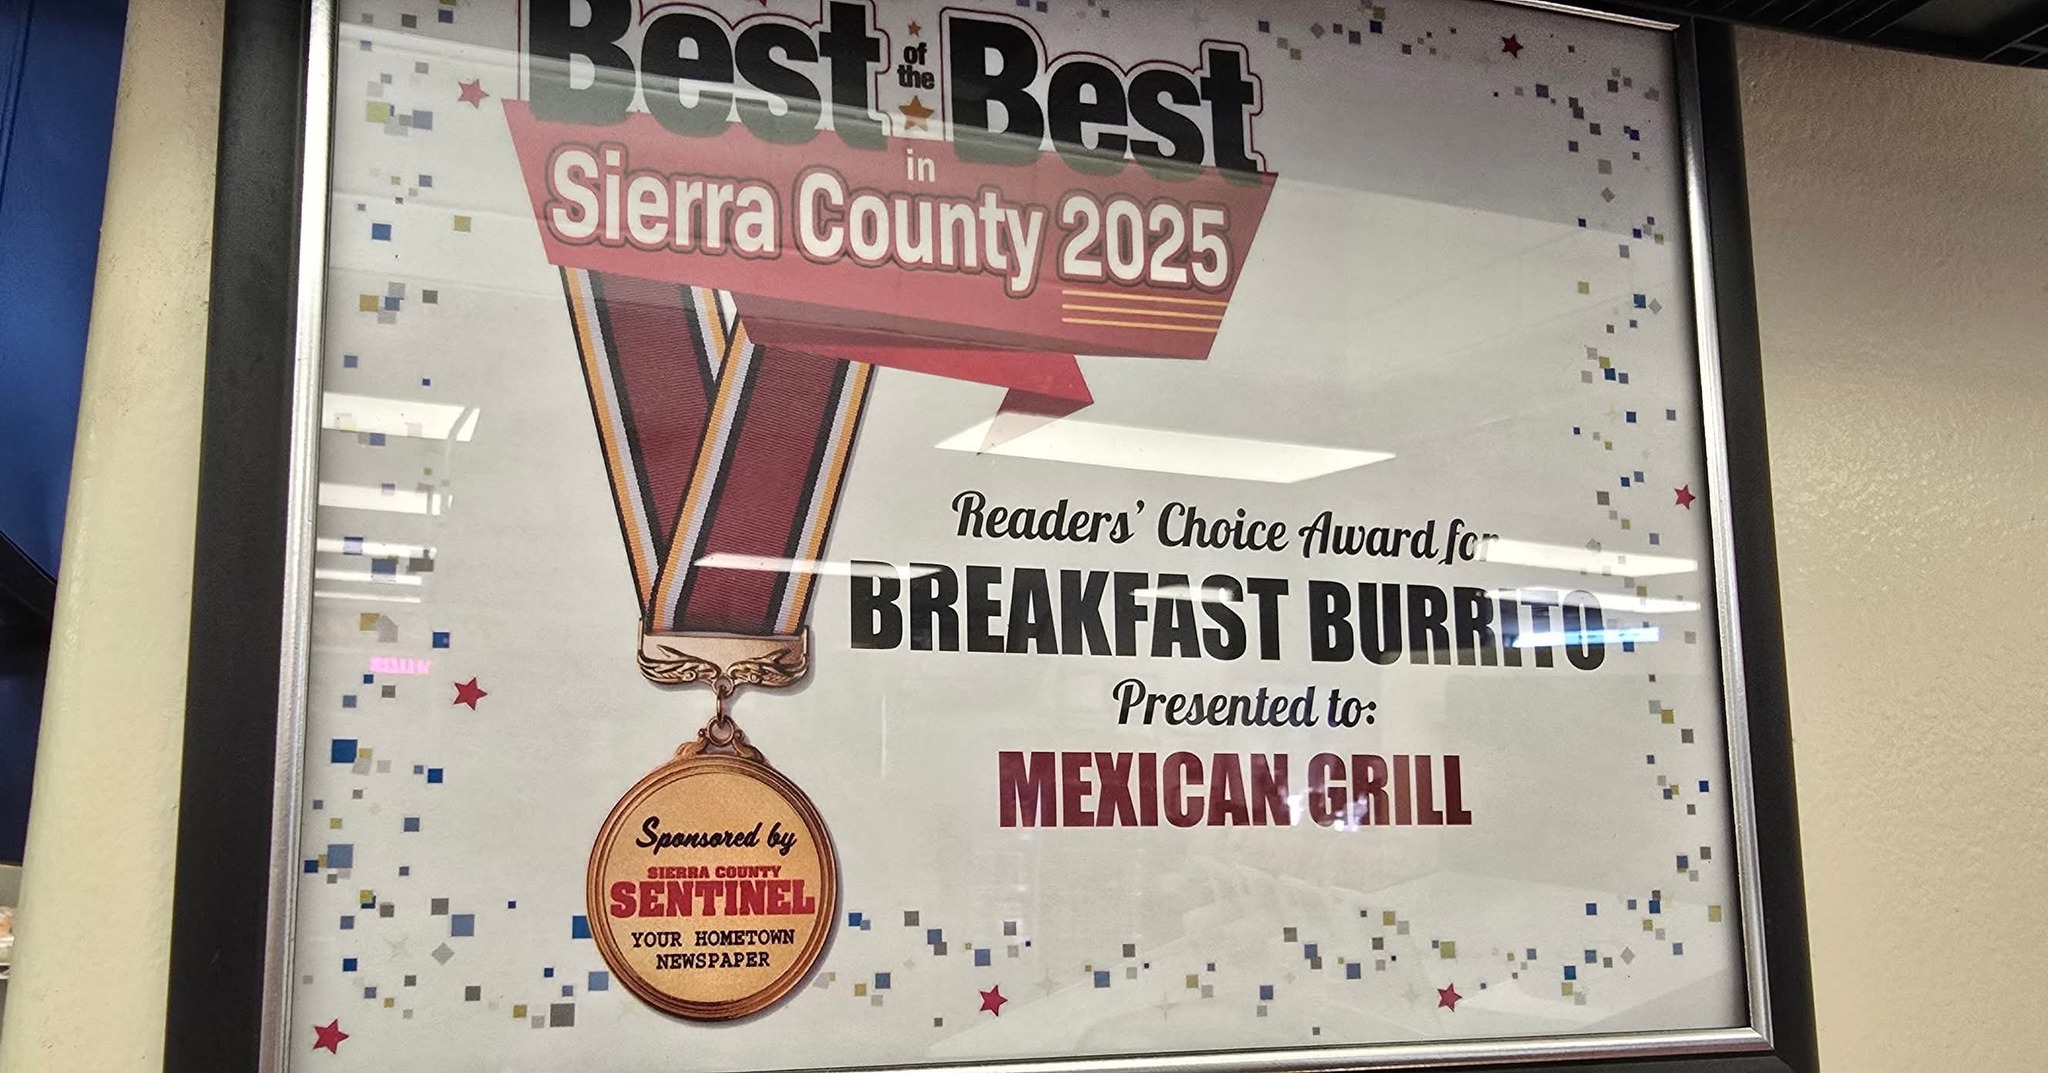 Best of the Best
in
Sierra County 2025
Readers' Choice Award for
BREAKFAST BURRITO
Presented to:
MEXICAN GRILL
Sponsored by
SIERRA COUNTY
SENTINEL
YOUR HOMETOWN
NEWSPAPER